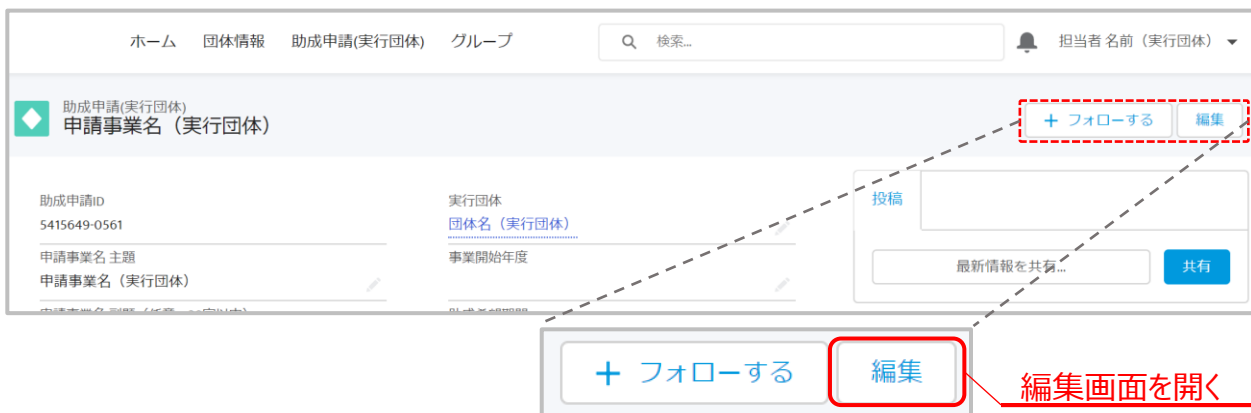 ホーム 団体情報 助成申請(実行団体) グループ 検索... 担当者 名前（実行団体）
助成申請(実行団体)
申請事業名（実行団体）
+ フォローする 編集
助成申請ID
5415649-0561
実行団体
団体名（実行団体）
申請事業名 主題
申請事業名（実行団体）
事業開始年度
投稿
最新情報を共有...
共有
+ フォローする 編集
編集画面を開く